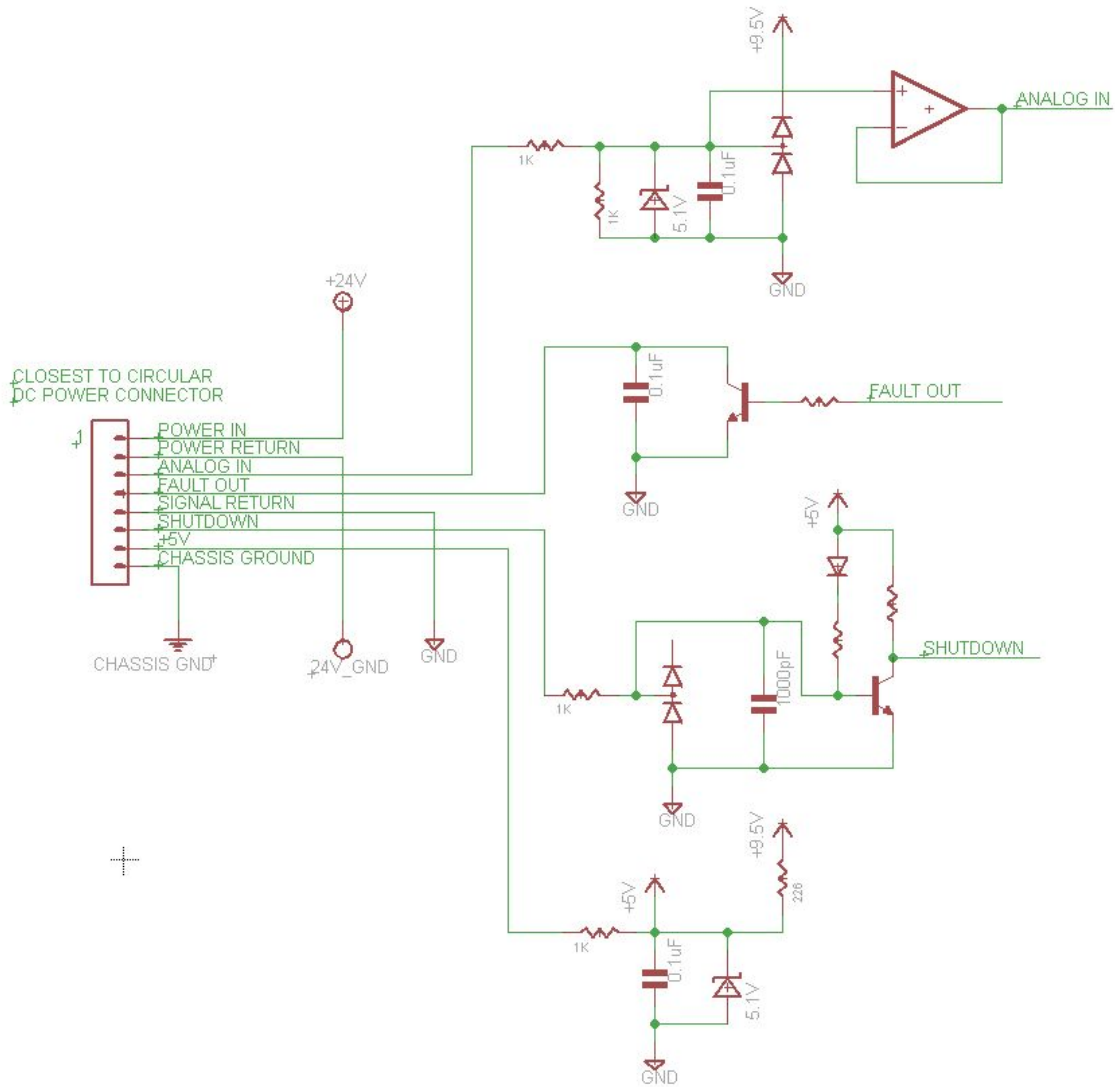 +9.5V
ANALOG IN
1K
1K
5.1V
0.1uF
GND
+24V
CLOSEST TO CIRCULAR
DC POWER CONNECTOR
1
POWER IN
POWER RETURN
ANALOG IN
FAULT OUT
SIGNAL RETURN
SHUTDOWN
+5V
CHASSIS GROUND
0.1uF
FAULT OUT
GND
+5V
CHASSIS GND
24V_GND
GND
SHUTDOWN
1K
1000pF
GND
+9.5V
226
+5V
1K
0.1uF
5.1V
GND